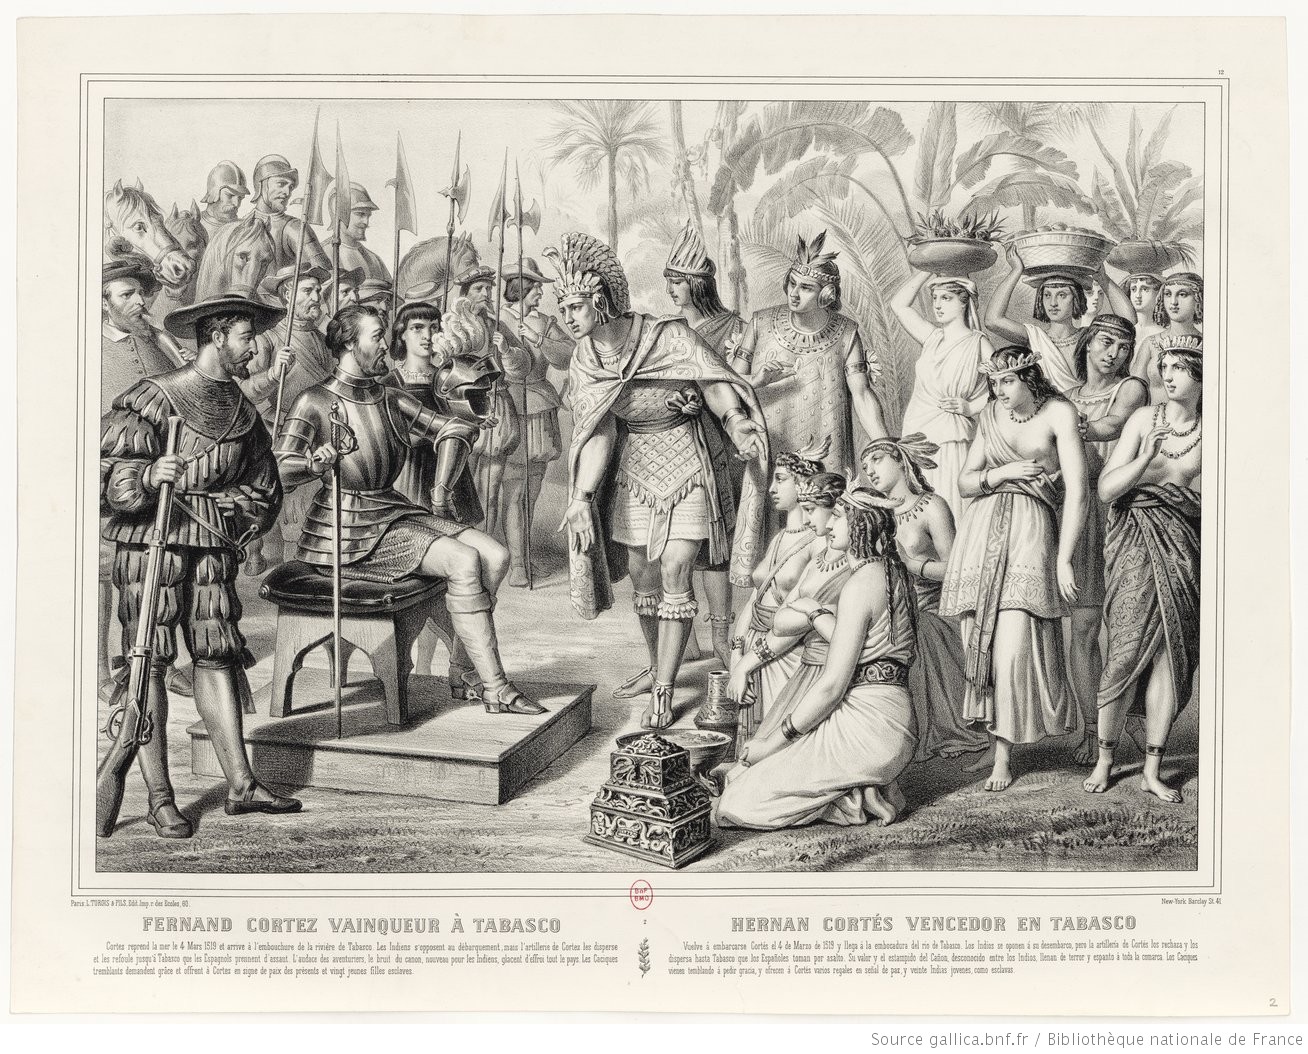 12
Paris, L. TURGIS & FILS, Edit. Imp. r. des Ecoles, 60.
BnF
BMO
New-York Barclay St. 41
FERNAND CORTEZ VAINQUEUR À TABASCO
Cortez reprend la mer le 4 Mars 1519 et arrive à l'embouchure de la rivière de Tabasco. Les Indiens s'opposent au débarquement, mais l'artillerie de Cortez les disperse
et les refoule jusqu'à Tabasco que les Espagnols prennent d'assaut. L'audace des aventuriers, le bruit du canon, nouveau pour les Indiens, glacent d'effroi tout le pays. Les Caciques
tremblants demandent grâce et offrent à Cortez en signe de paix des présents et vingt jeunes filles esclaves.
2
HERNAN CORTÉS VENCEDOR EN TABASCO
Vuelve á embarcarse Cortés el 4 de Marzo de 1519 y llega á la embocadura del rio de Tabasco. Los Indios se oponen á su desembarco, pero la artilleria de Cortés los rechaza y los
dispersa hasta Tabasco que los Españoles toman por asalto. Su valor y el estampido del Cañon, desconocido entre los Indios, llenan de terror y espanto á toda la comarca. Los Caciques
vienen temblando á pedir gracia, y ofrecen á Cortés varios regalos en señal de paz, y veinte Indias jovenes, como esclavas.
2
Source gallica.bnf.fr / Bibliothèque nationale de France